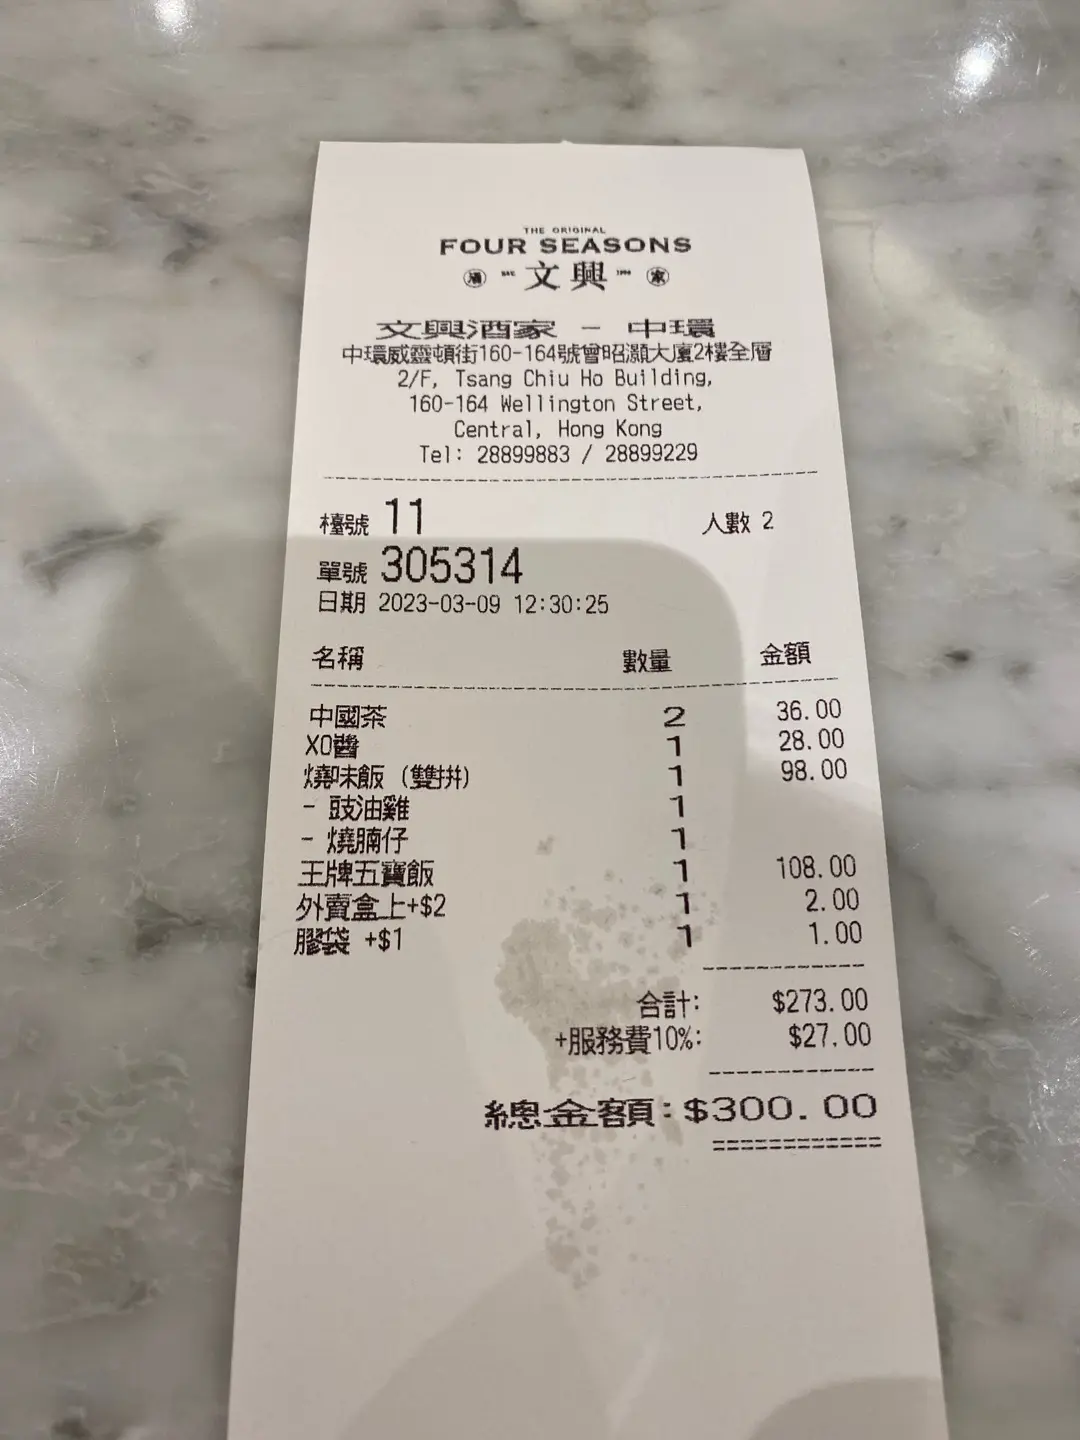 THE ORIGINAL
FOUR SEASONS
酒 文興 家
文興酒家 - 中環
中環威靈頓街160-164號曾昭灝大廈2樓全層
2/F, Tsang Chiu Ho Building,
160-164 Wellington Street,
Central, Hong Kong
Tel: 28899883 / 28899229
檯號 11 人數 2
單號 305314
日期 2023-03-09 12:30:25
名稱 數量 金額
中國茶 2 36.00
XO醬 1 28.00
燒味飯 (雙拼) 1 98.00
- 豉油雞 1
- 燒腩仔 1
王牌五寶飯 1 108.00
外賣盒上+$2 1 2.00
膠袋 +$1 1 1.00
合計: $273.00
+服務費10%: $27.00
總金額: $300.00